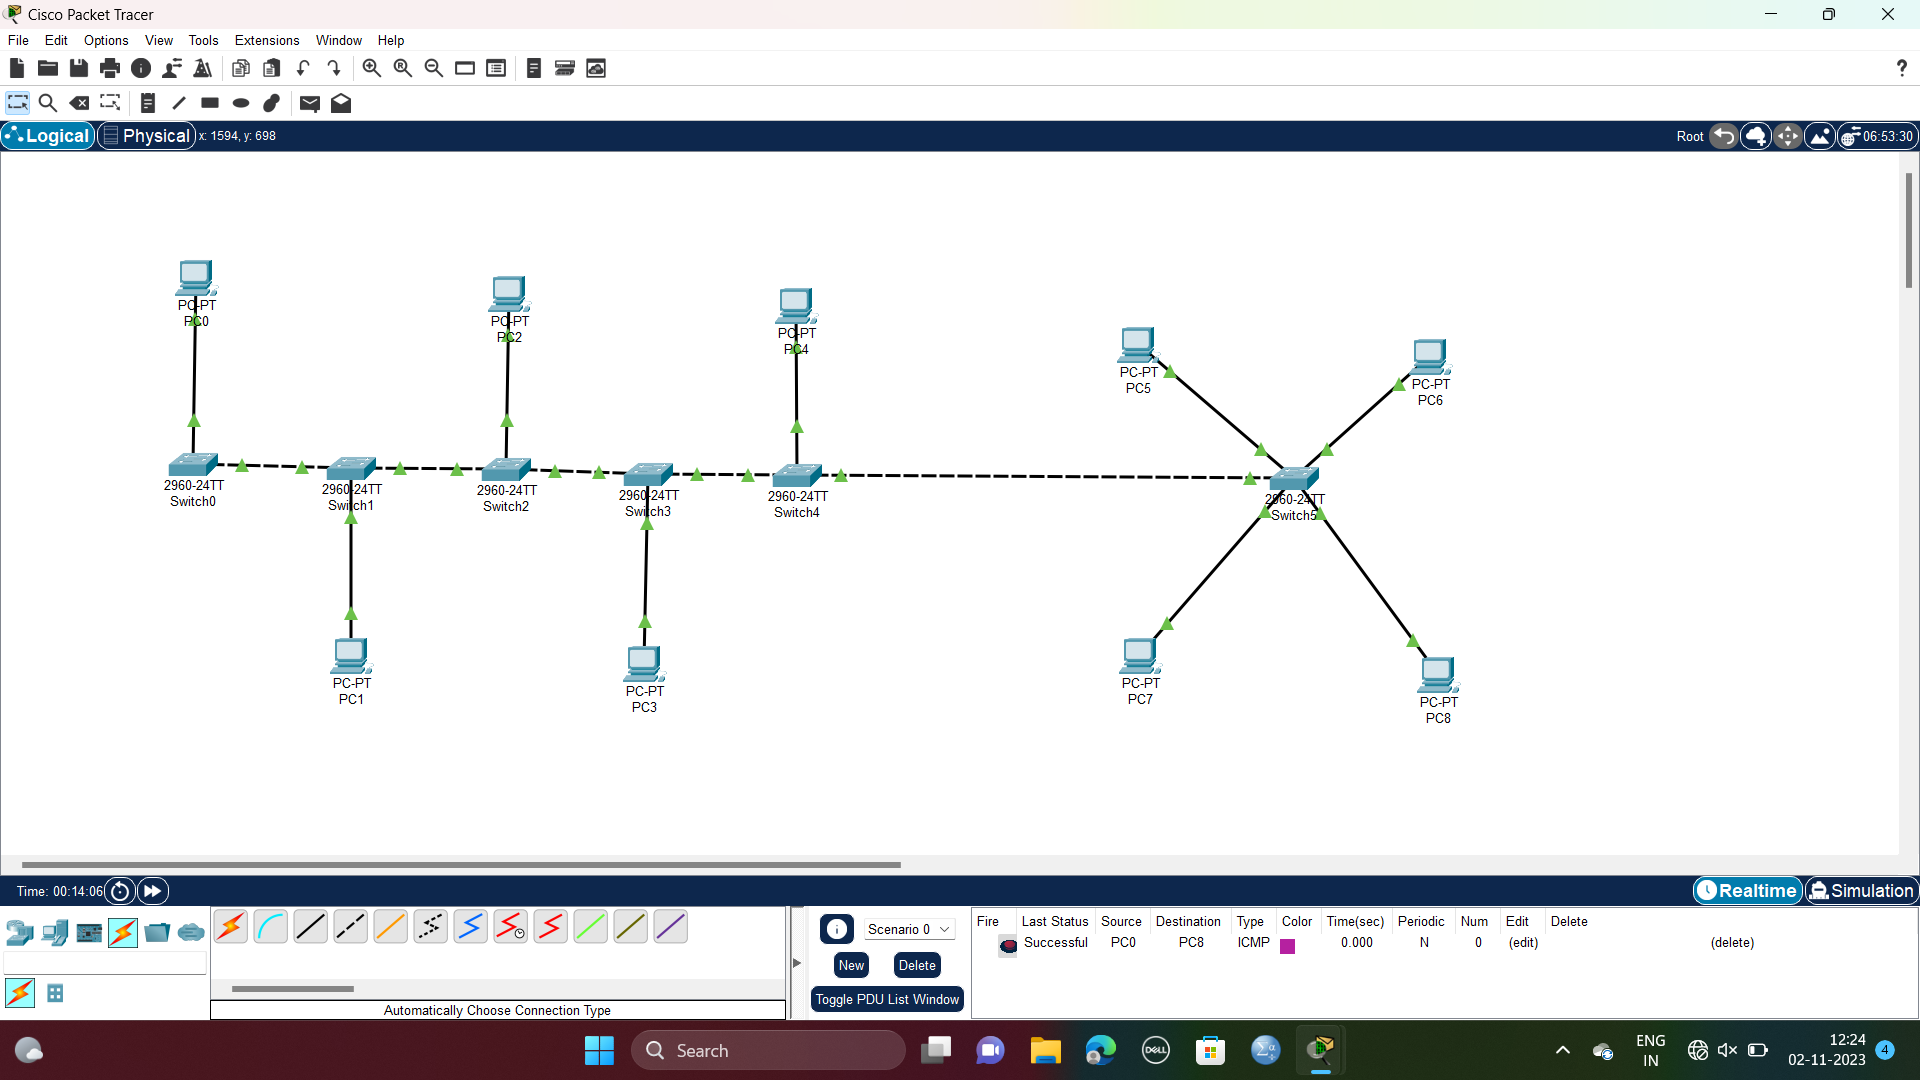 Cisco Packet Tracer
File Edit Options View Tools Extensions Window Help
?
Logical Physical x: 1594, y: 698 Root 06:53:30
PC-PT
PC0
PC-PT
PC2
PC-PT
PC4
PC-PT
PC5
PC-PT
PC6
2960-24TT
Switch0
2960-24TT
Switch1
2960-24TT
Switch2
2960-24TT
Switch3
2960-24TT
Switch4
2960-24TT
Switch5
PC-PT
PC1
PC-PT
PC3
PC-PT
PC7
PC-PT
PC8
Time: 00:14:06 Realtime Simulation
Scenario 0
New Delete
Toggle PDU List Window
Automatically Choose Connection Type
Fire Last Status Source Destination Type Color Time(sec) Periodic Num Edit Delete
Successful PC0 PC8 ICMP 0.000 N 0 (edit) (delete)
Search
DELL
ENG
IN
12:24
02-11-2023
4